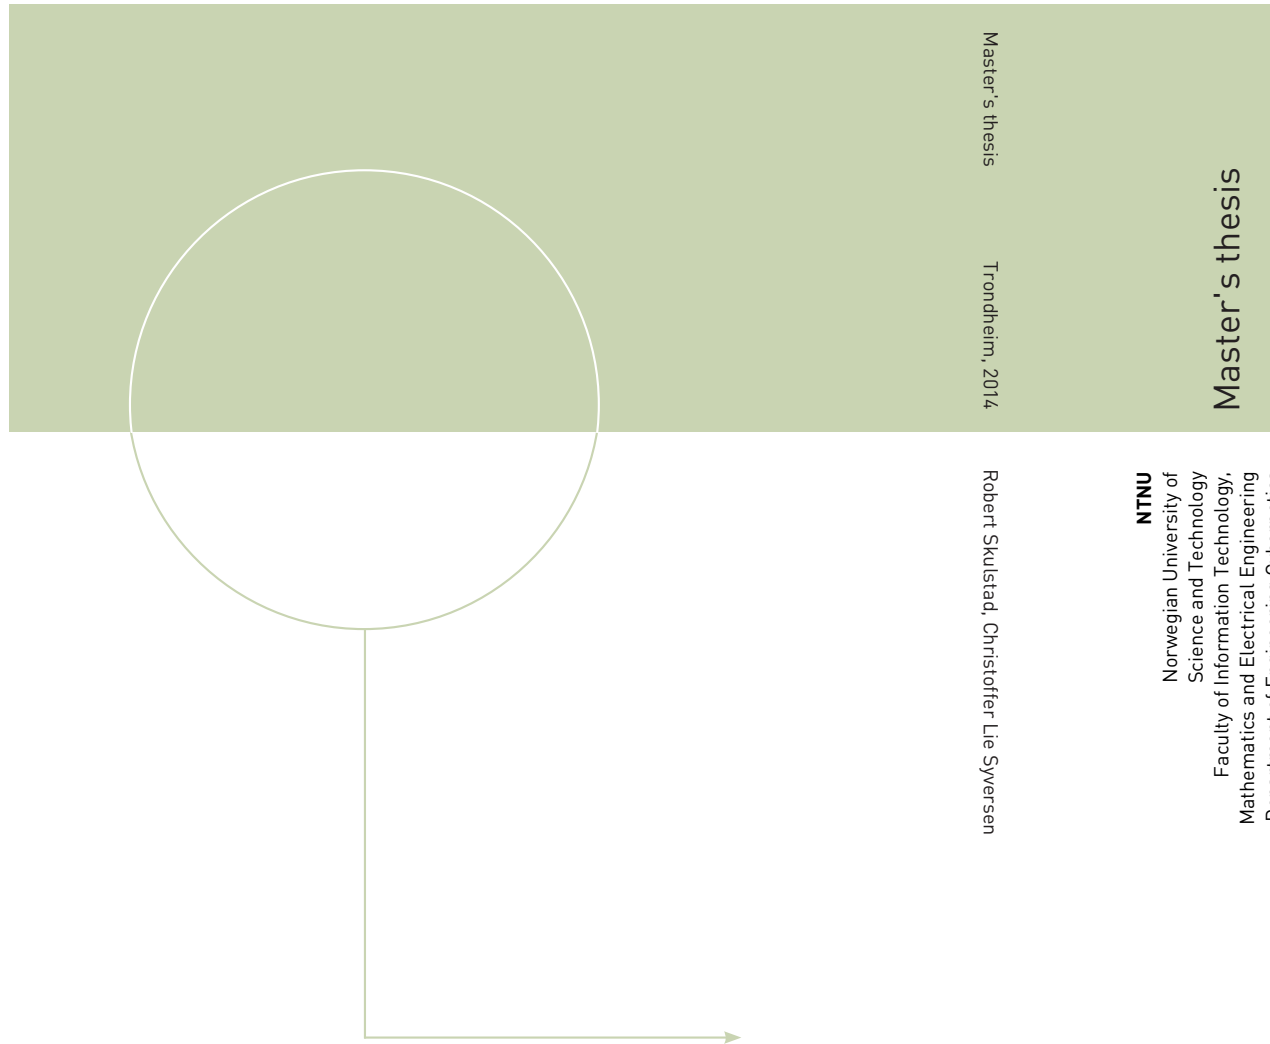 Master's thesis
Trondheim, 2014
Robert Skulstad, Christoffer Lie Syversen
Master's thesis
NTNU
Norwegian University of
Science and Technology
Faculty of Information Technology,
Mathematics and Electrical Engineering